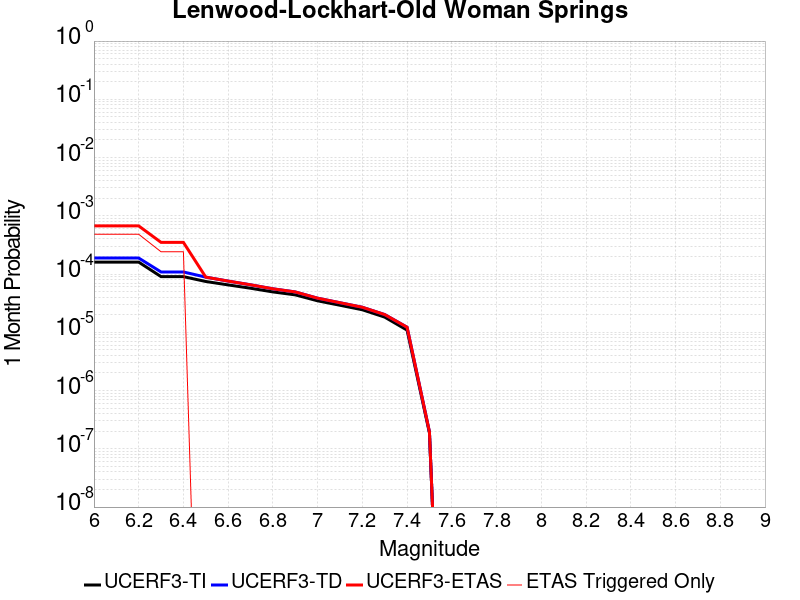 Lenwood-Lockhart-Old Woman Springs
10^0
10^-1
10^-2
10^-3
10^-4
10^-5
10^-6
10^-7
10^-8
1 Month Probability
6 6.2 6.4 6.6 6.8 7 7.2 7.4 7.6 7.8 8 8.2 8.4 8.6 8.8 9
Magnitude
UCERF3-TI UCERF3-TD UCERF3-ETAS ETAS Triggered Only